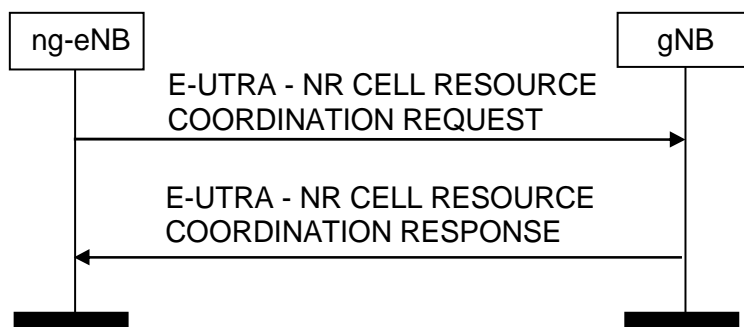 ng-eNB
gNB
E-UTRA - NR CELL RESOURCE
COORDINATION REQUEST
E-UTRA - NR CELL RESOURCE
COORDINATION RESPONSE